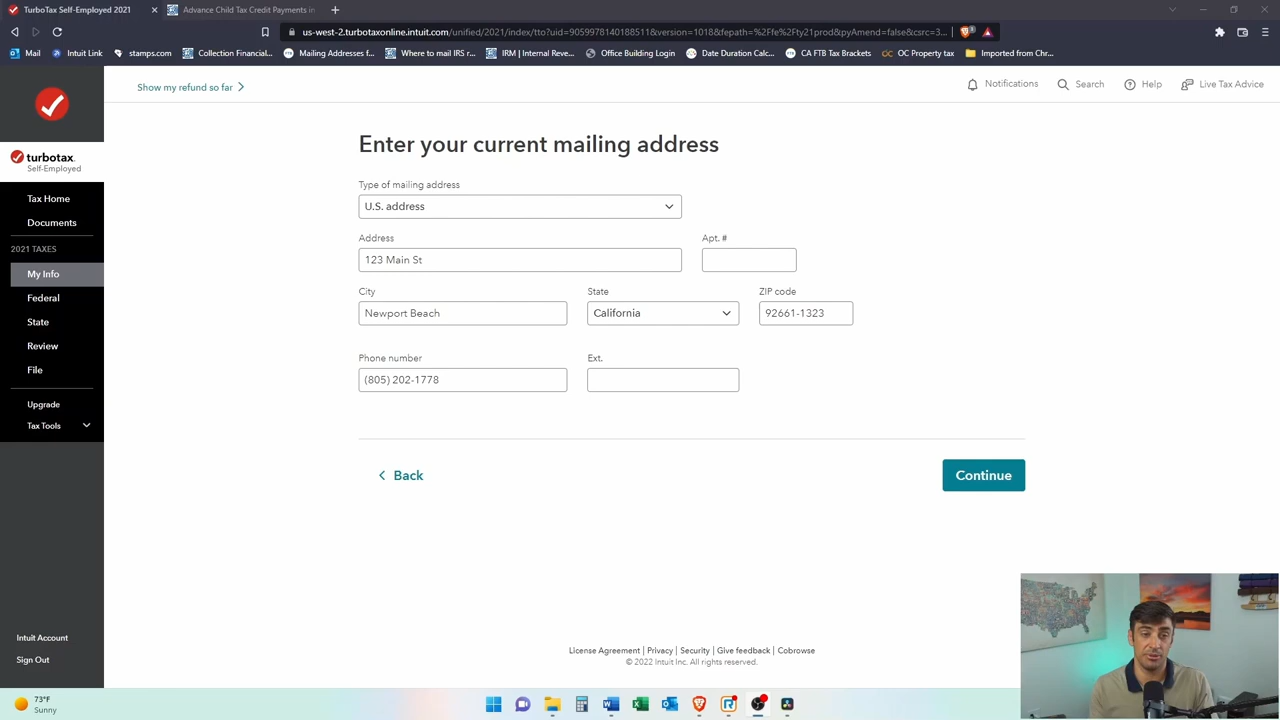 TurboTax Self-Employed 2021
Advance Child Tax Credit Payments in
us-west-2.turbotaxonline.intuit.com/unified/2021/index/tto?uid=9059978140188511&version=1018&fepath=%2Ffe%2Fty21prod&pyAmend=false&csrc=3...
Mail
Intuit Link
stamps.com
Collection Financial...
Mailing Addresses f...
Where to mail IRS r...
IRM | Internal Reve...
Office Building Login
Date Duration Calc...
CA FTB Tax Brackets
OC Property tax
Imported from Chr...
Show my refund so far
Notifications
Search
Help
Live Tax Advice
turbotax
Self-Employed
Tax Home
Documents
2021 TAXES
My Info
Federal
State
Review
File
Upgrade
Tax Tools
Intuit Account
Sign Out
Enter your current mailing address
Type of mailing address
U.S. address
Address
Apt. #
123 Main St
City
State
ZIP code
Newport Beach
California
92661-1323
Phone number
Ext.
(805) 202-1778
Back
Continue
License Agreement | Privacy | Security | Give feedback | Cobrowse
© 2022 Intuit Inc. All rights reserved.
73°F
Sunny